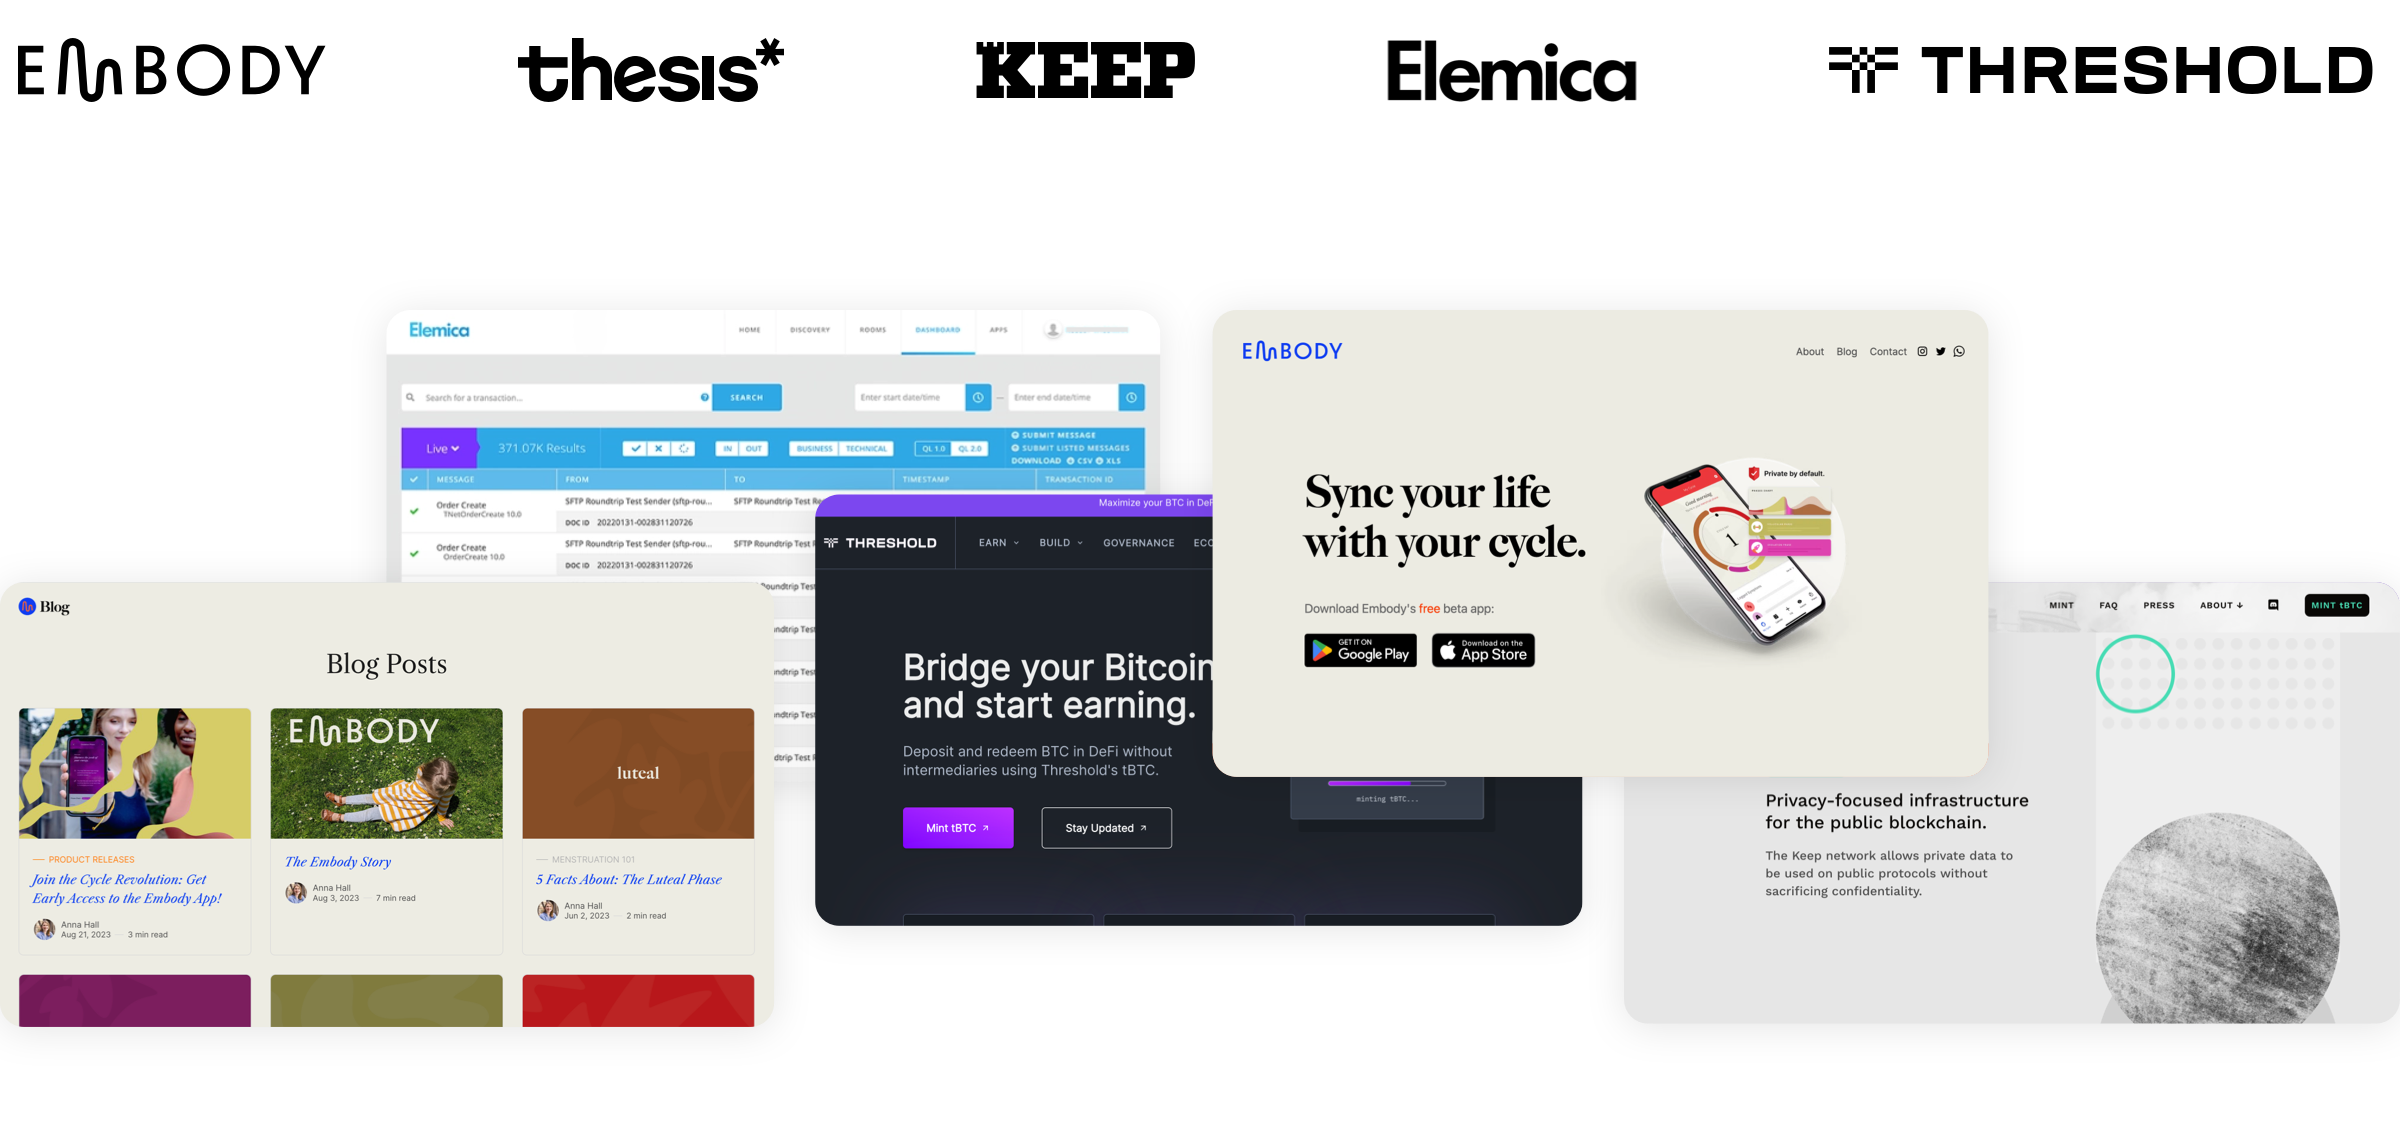 EMBODY
thesis*
KEEP
Elemica
THRESHOLD
Elemica
HOME
DISCOVERY
ROOMS
DASHBOARD
APPS
Search for a transaction...
SEARCH
Enter start date/time
—
Enter end date/time
Live
371.07K Results
IN
OUT
BUSINESS
TECHNICAL
QL 1.0
QL 2.0
SUBMIT MESSAGE
SUBMIT LISTED MESSAGES
DOWNLOAD CSV XLS
MESSAGE
FROM
TO
TIMESTAMP
TRANSACTION ID
Order Create
TNetOrderCreate 10.0
SFTP Roundtrip Test Sender (sftp-rou...
SFTP Roundtrip Test Re
DOC ID 20220131-002831120726
Order Create
OrderCreate 10.0
SFTP Roundtrip Test Sender (sftp-rou...
SFTP Roundtrip Test
DOC ID 20220131-002831120726
EMBODY
About
Blog
Contact
Sync your life
with your cycle.
Download Embody's free beta app:
GET IT ON
Google Play
Download on the
App Store
Good morning
1
Private by default.
Maximize your BTC in DeF
THRESHOLD
EARN
BUILD
GOVERNANCE
ECO
Bridge your Bitcoin
and start earning.
Deposit and redeem BTC in DeFi without
intermediaries using Threshold's tBTC.
Mint tBTC ↗
Stay Updated ↗
minting tBTC...
Blog
Blog Posts
EMBODY
luteal
— PRODUCT RELEASES
Join the Cycle Revolution: Get
Early Access to the Embody App!
Anna Hall
Aug 21, 2023 — 3 min read
The Embody Story
Anna Hall
Aug 3, 2023 — 7 min read
— MENSTRUATION 101
5 Facts About: The Luteal Phase
Anna Hall
Jun 2, 2023 — 2 min read
MINT
FAQ
PRESS
ABOUT ↓
MINT tBTC
Privacy-focused infrastructure
for the public blockchain.
The Keep network allows private data to
be used on public protocols without
sacrificing confidentiality.